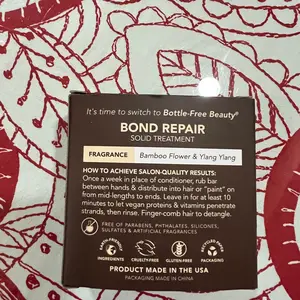 It's time to switch to Bottle-Free Beauty®
BOND REPAIR
SOLID TREATMENT
FRAGRANCE Bamboo Flower & Ylang Ylang
HOW TO ACHIEVE SALON-QUALITY RESULTS:
Once a week in place of conditioner, rub bar
between hands & distribute into hair or "paint" on
from mid-lengths to ends. Leave in for at least 10
minutes to let vegan proteins & vitamins penetrate
strands, then rinse. Finger-comb hair to detangle.
FREE OF PARABENS, PHTHALATES, SILICONES,
SULFATES & ARTIFICIAL FRAGRANCES
INGREDIENTS CRUELTY-FREE GLUTEN-FREE PACKAGING
PRODUCT MADE IN THE USA
PACKAGING MADE IN CHINA